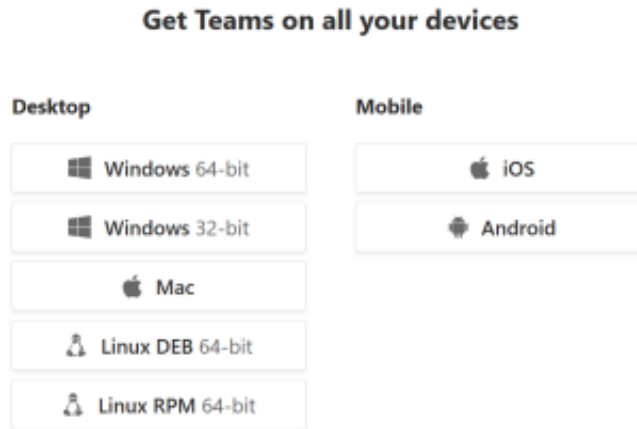 Get Teams on all your devices
Desktop
Windows 64-bit
Windows 32-bit
Mac
Linux DEB 64-bit
Linux RPM 64-bit
Mobile
iOS
Android